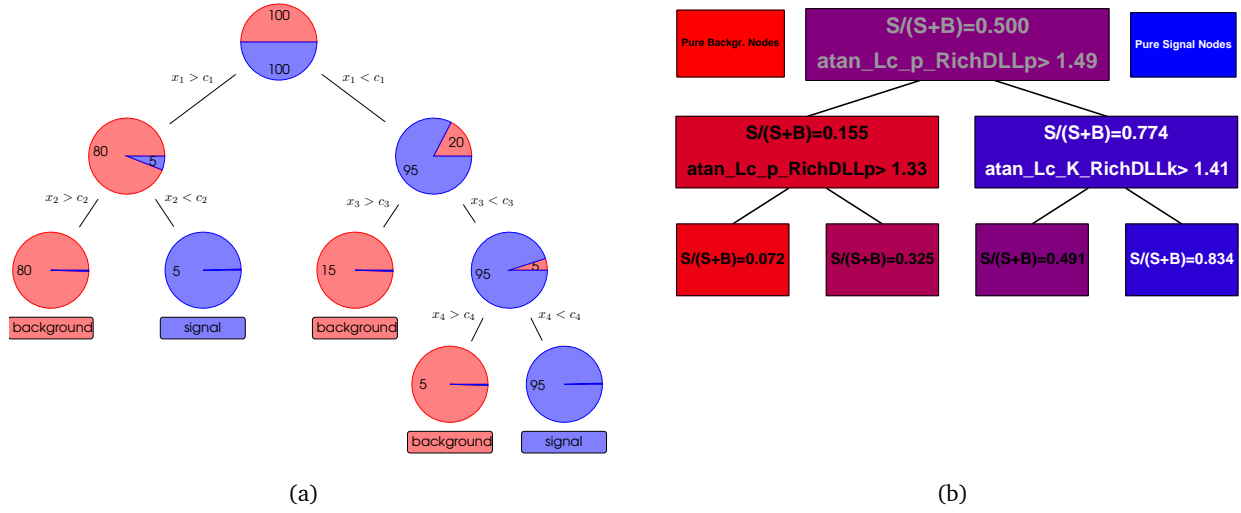 100
100
x₁ > c₁
x₁ < c₁
80
5
20
95
x₂ > c₂
x₂ < c₂
x₃ > c₃
x₃ < c₃
80
5
15
95
5
background
signal
background
x₄ > c₄
x₄ < c₄
5
95
background
signal
(a)
Pure Backgr. Nodes
S/(S+B)=0.500
atan_Lc_p_RichDLLp> 1.49
Pure Signal Nodes
S/(S+B)=0.155
atan_Lc_p_RichDLLp> 1.33
S/(S+B)=0.774
atan_Lc_K_RichDLLk> 1.41
S/(S+B)=0.072
S/(S+B)=0.325
S/(S+B)=0.491
S/(S+B)=0.834
(b)